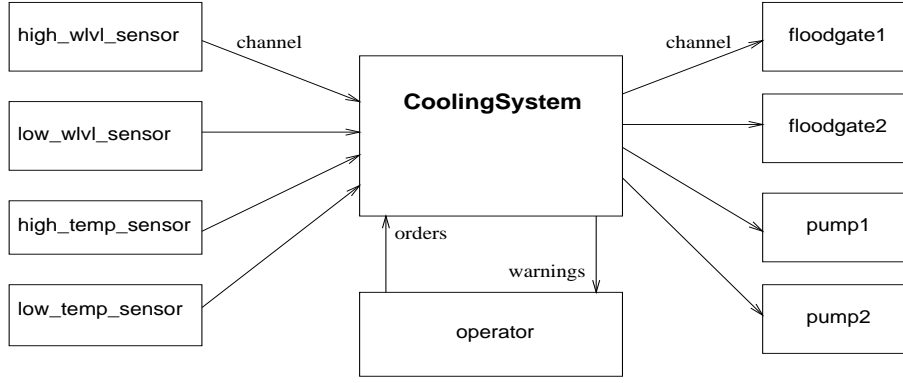 high_wlvl_sensor
channel
channel
floodgate1
CoolingSystem
low_wlvl_sensor
floodgate2
high_temp_sensor
orders
pump1
warnings
low_temp_sensor
operator
pump2